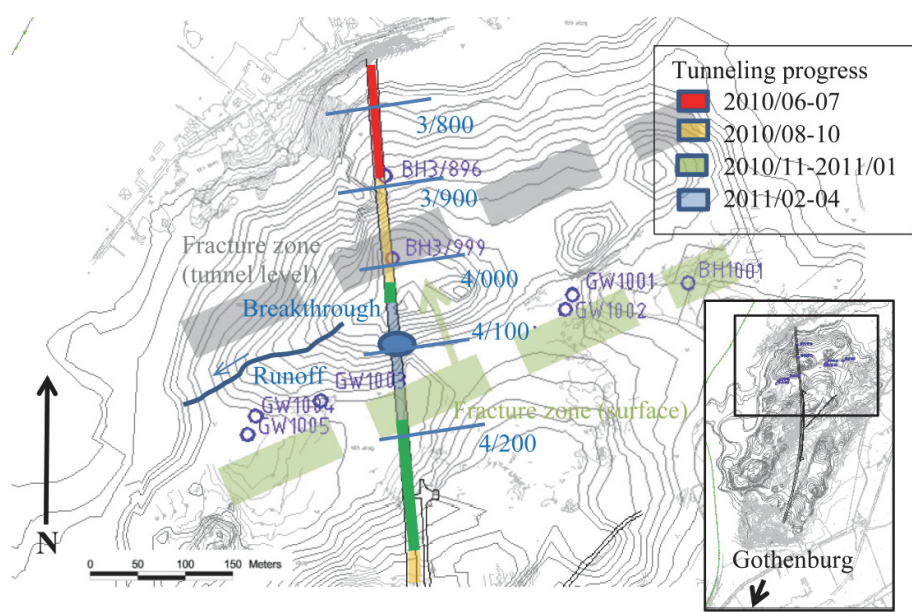 Tunneling progress
2010/06-07
2010/08-10
2010/11-2011/01
2011/02-04
3/800
BH3/896
3/900
Fracture zone
(tunnel level)
BH3/999
4/000
GW1001
BH1001
GW1002
Breakthrough
4/100
Runoff
GW1003
GW1004
GW1005
Fracture zone (surface)
4/200
N
0 50 100 150 Meters
Gothenburg